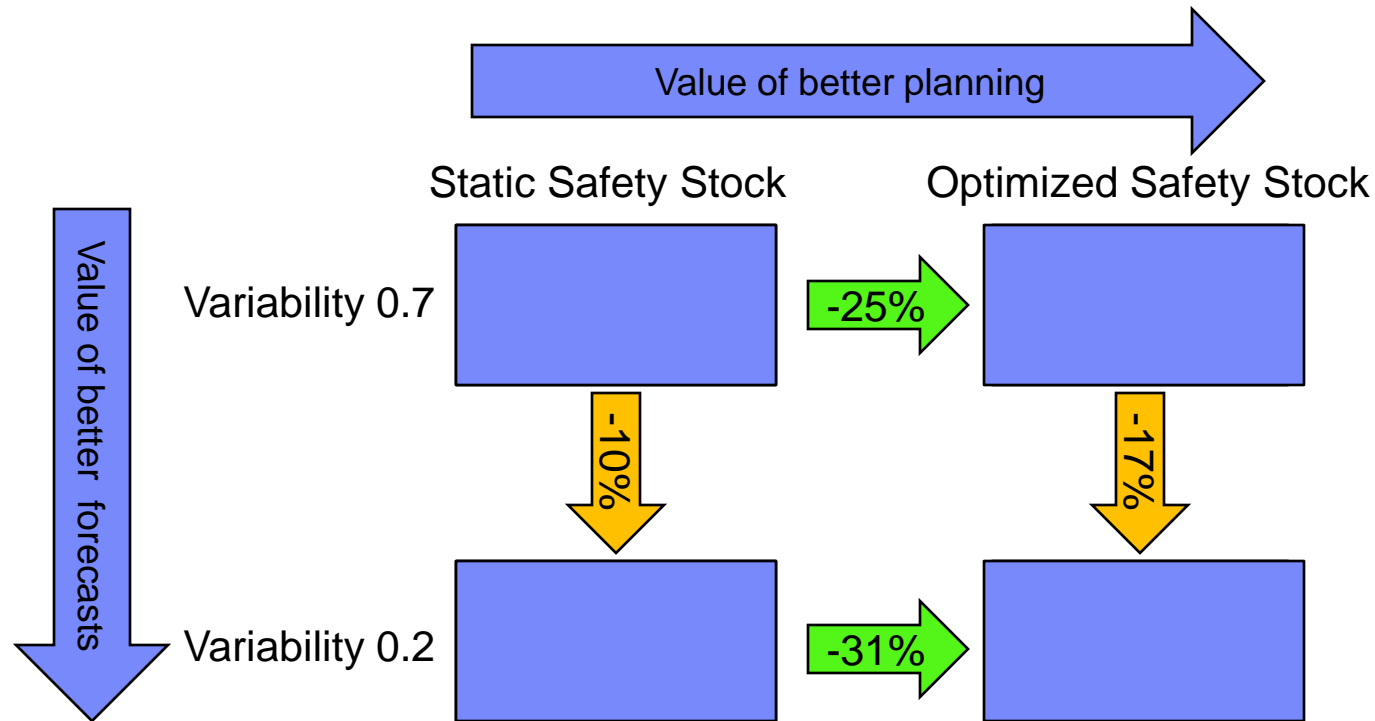 Value of better planning
Static Safety Stock
Optimized Safety Stock
Value of better forecasts
Variability 0.7
-25%
-10%
-17%
Variability 0.2
-31%